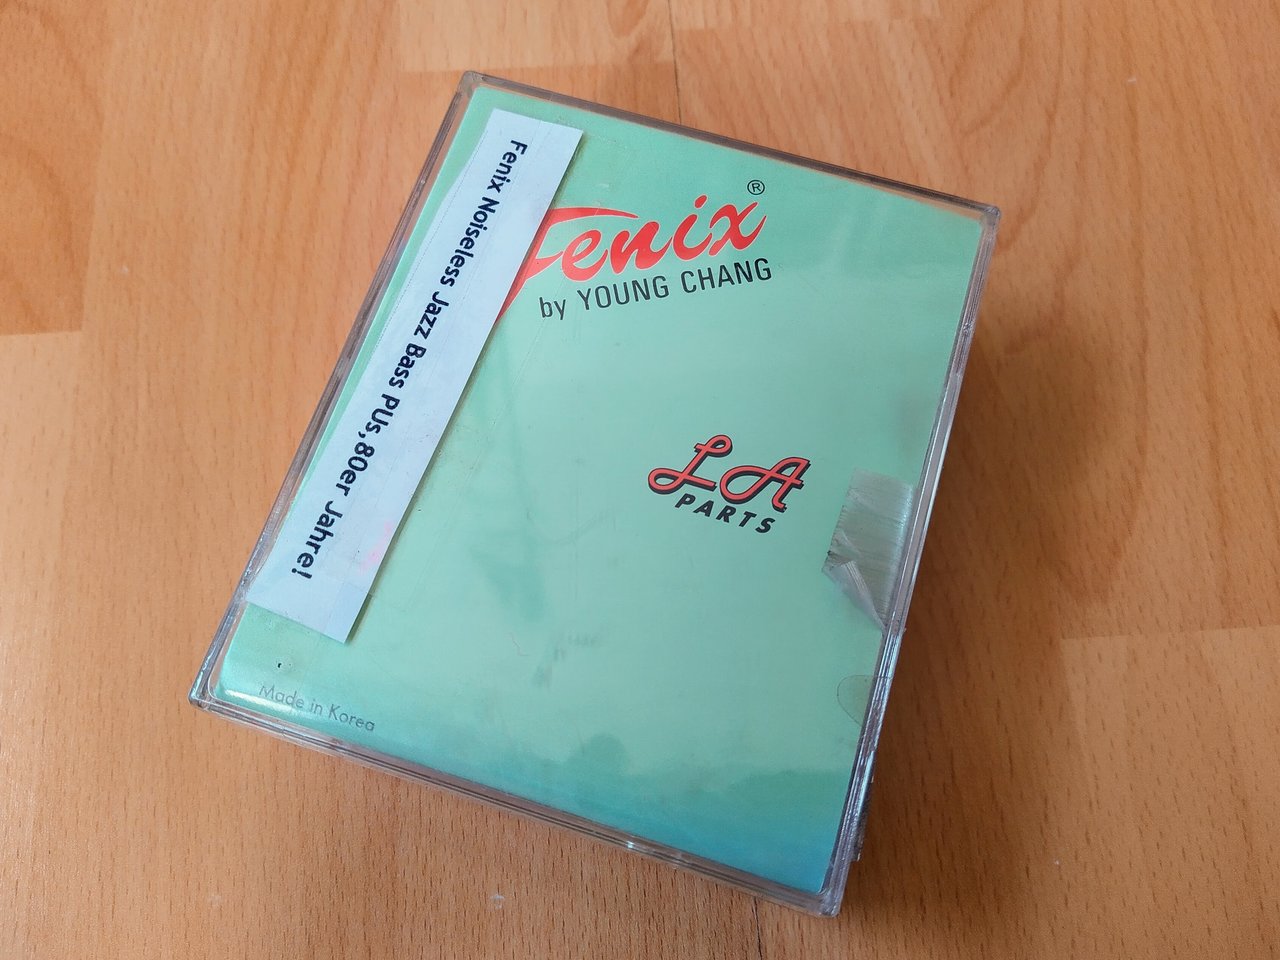 Fenix®
by YOUNG CHANG
LA
PARTS
Fenix Noiseless Jazz Bass PUs,80er Jahre!
Made in Korea